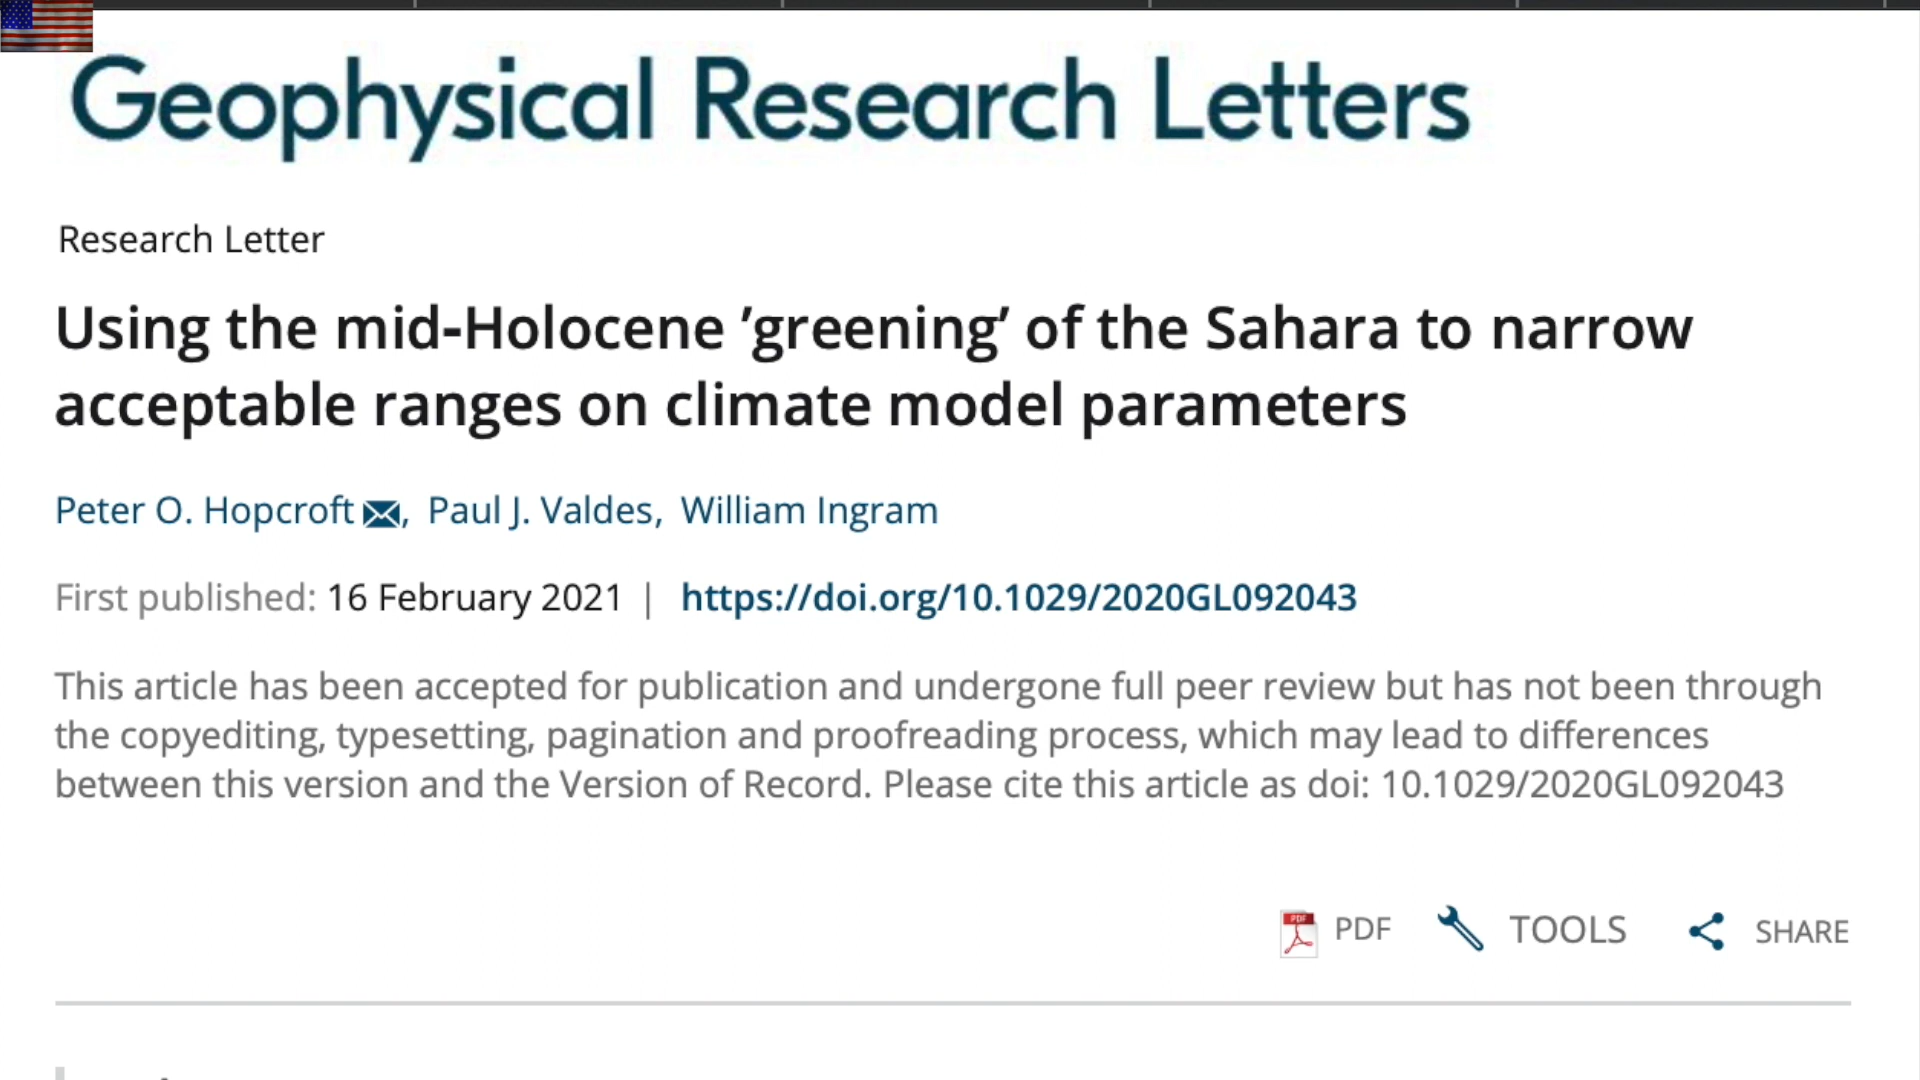 Geophysical Research Letters
Research Letter
Using the mid-Holocene ’greening’ of the Sahara to narrow
acceptable ranges on climate model parameters
Peter O. Hopcroft, Paul J. Valdes, William Ingram
First published: 16 February 2021 | https://doi.org/10.1029/2020GL092043
This article has been accepted for publication and undergone full peer review but has not been through
the copyediting, typesetting, pagination and proofreading process, which may lead to differences
between this version and the Version of Record. Please cite this article as doi: 10.1029/2020GL092043
PDF PDF TOOLS SHARE